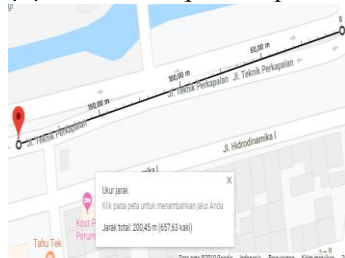 0
50,00 m
100,00 m
Jl. Teknik Perkapalan
Jl. Teknik Perkapalan
150,00 m
Jl. Teknik Perkapalan
Jl. Hidrodinamika I
Ukur jarak
X
Klik pada peta untuk menambahkan jalur Anda
Jarak total: 200,45 m (657,63 kaki)
Kost P
Perum
Tahu Tek